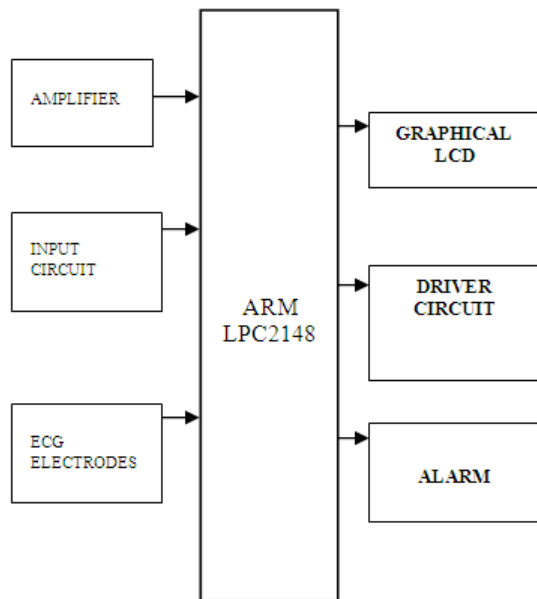 AMPLIFIER
INPUT
CIRCUIT
ECG
ELECTRODES
ARM
LPC2148
GRAPHICAL
LCD
DRIVER
CIRCUIT
ALARM